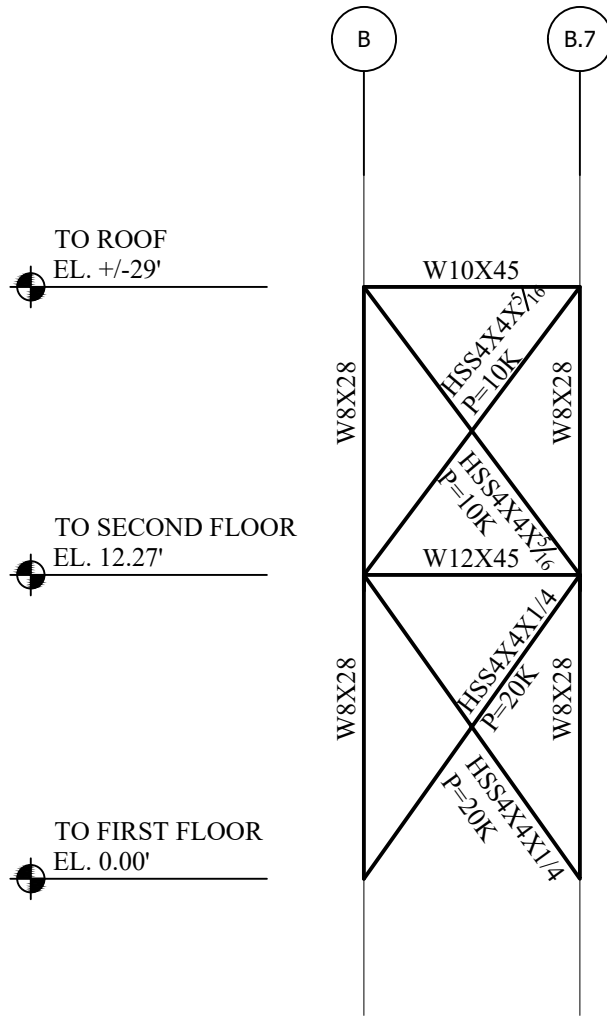 B
B.7
TO ROOF
EL. +/-29'
W10X45
HSS4X4X5/16
P=10K
W8X28
W8X28
HSS4X4X5/16
P=10K
TO SECOND FLOOR
EL. 12.27'
W12X45
HSS4X4X1/4
P=20K
W8X28
W8X28
HSS4X4X1/4
P=20K
TO FIRST FLOOR
EL. 0.00'